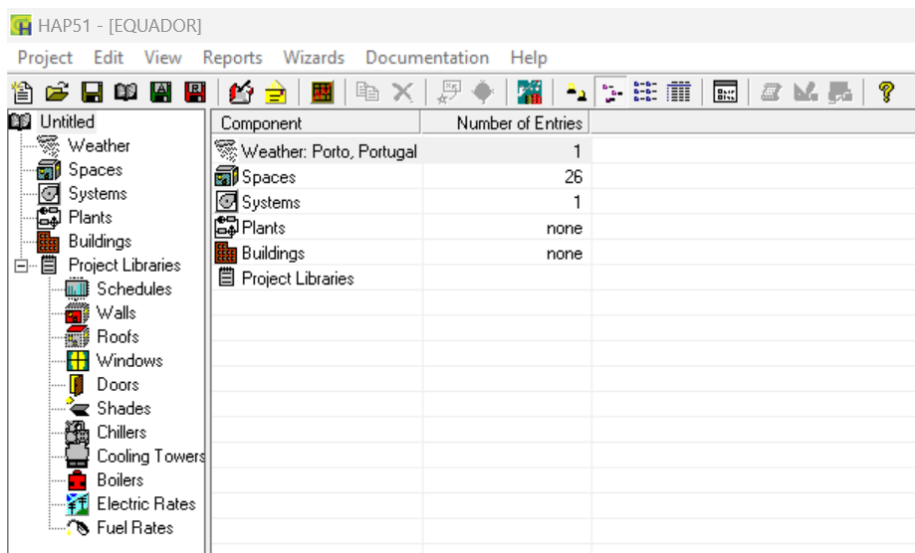 HAP51 - [EQUADOR]
Project Edit View Reports Wizards Documentation Help
Untitled
Weather
Spaces
Systems
Plants
Buildings
Project Libraries
Schedules
Walls
Roofs
Windows
Doors
Shades
Chillers
Cooling Towers
Boilers
Electric Rates
Fuel Rates
Component Number of Entries
Weather: Porto, Portugal 1
Spaces 26
Systems 1
Plants none
Buildings none
Project Libraries